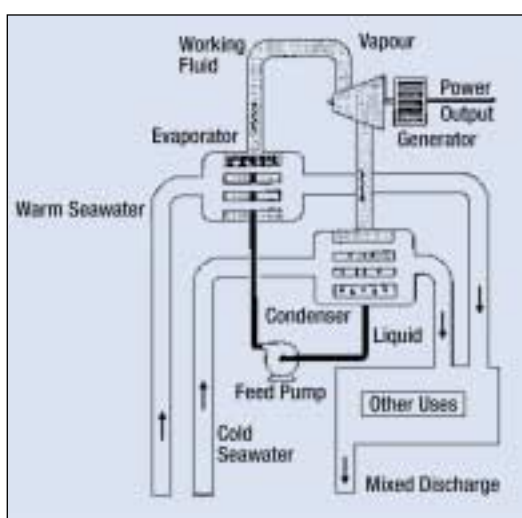 Working
Fluid
Vapour
Power
Output
Generator
Evaporator
Warm Seawater
Condenser
Liquid
Feed Pump
Other Uses
Cold
Seawater
Mixed Discharge